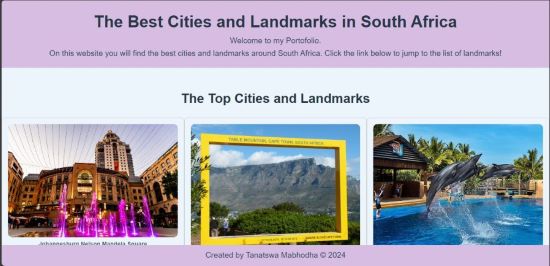 The Best Cities and Landmarks in South Africa
Welcome to my Portofolio.
On this website you will find the best cities and landmarks around South Africa. Click the link below to jump to the list of landmarks!
The Top Cities and Landmarks
TABLE MOUNTAIN, CAPE TOWN, SOUTH AFRICA
Johannesburg Nelson Mandela Square
Created by Tanatswa Mabhodha © 2024